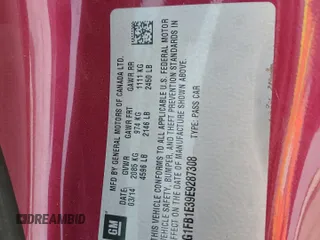 MFD BY GENERAL MOTORS OF CANADA LTD.
03/14 GVWR GAWR FRT GAWR RR
2085 KG 974 KG 1111 KG
4596 LB 2146 LB 2450 LB
THIS VEHICLE CONFORMS TO ALL APPLICABLE U.S. FEDERAL MOTOR
VEHICLE SAFETY, BUMPER, AND THEFT PREVENTION STANDARDS IN
EFFECT ON THE DATE OF MANUFACTURE SHOWN ABOVE.
G1FB1E39E9287308 TYPE: PASS CAR
GM
DREAMBID